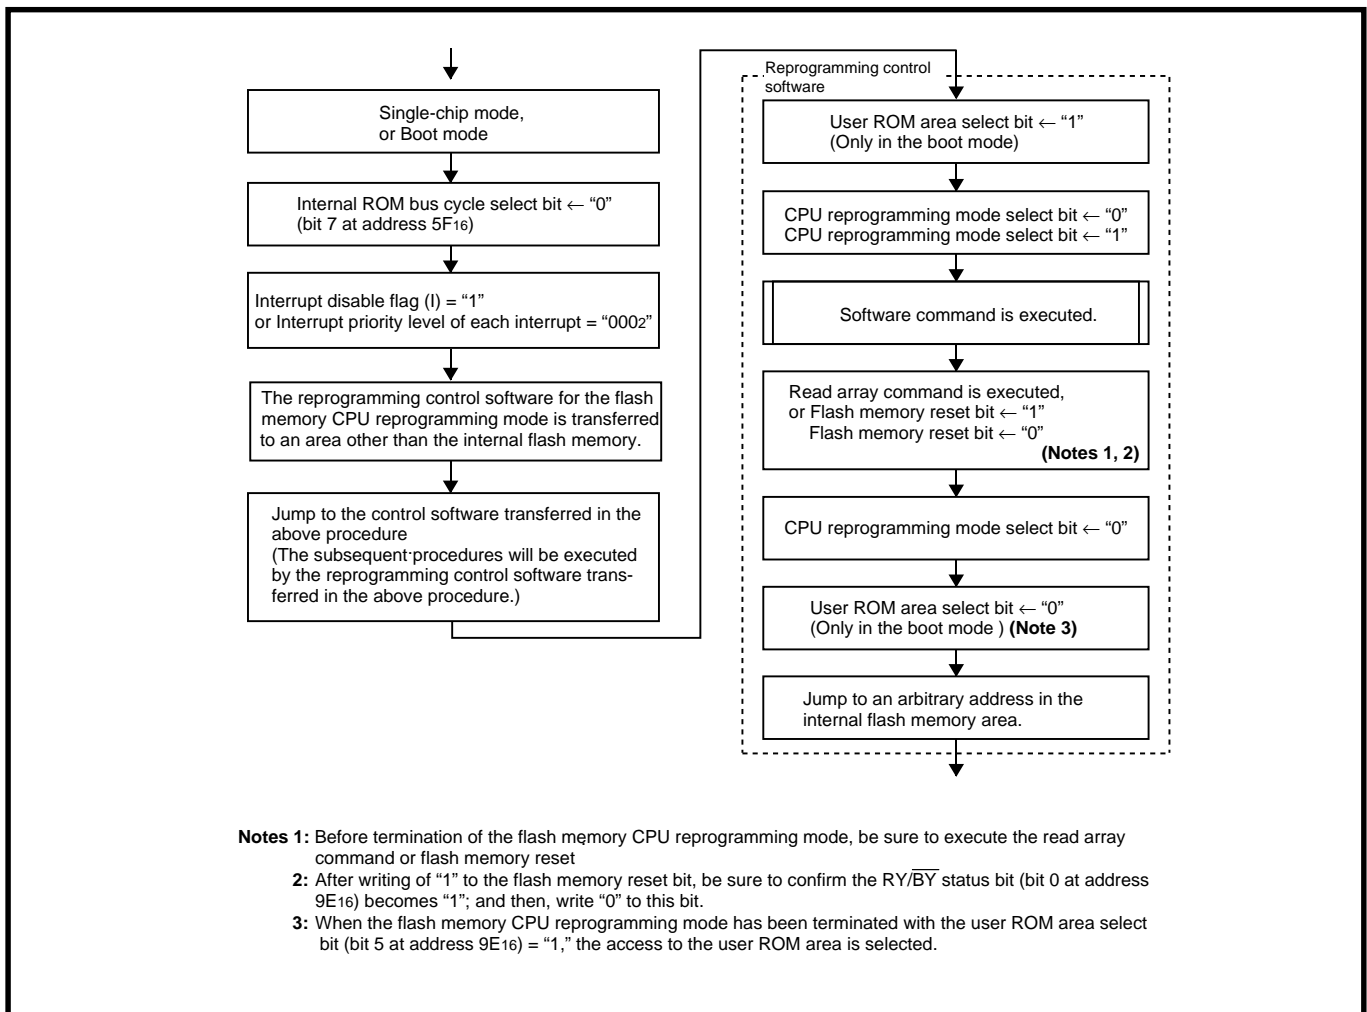 Single-chip mode,
or Boot mode
Internal ROM bus cycle select bit ← “0”
(bit 7 at address 5F16)
Interrupt disable flag (I) = “1”
or Interrupt priority level of each interrupt = “0002”
The reprogramming control software for the flash
memory CPU reprogramming mode is transferred
to an area other than the internal flash memory.
Jump to the control software transferred in the
above procedure
(The subsequent procedures will be executed
by the reprogramming control software trans-
ferred in the above procedure.)
Reprogramming control
software
User ROM area select bit ← “1”
(Only in the boot mode)
CPU reprogramming mode select bit ← “0”
CPU reprogramming mode select bit ← “1”
Software command is executed.
Read array command is executed,
or Flash memory reset bit ← “1”
Flash memory reset bit ← “0”
(Notes 1, 2)
CPU reprogramming mode select bit ← “0”
User ROM area select bit ← “0”
(Only in the boot mode ) (Note 3)
Jump to an arbitrary address in the
internal flash memory area.
Notes 1: Before termination of the flash memory CPU reprogramming mode, be sure to execute the read array
command or flash memory reset
2: After writing of “1” to the flash memory reset bit, be sure to confirm the RY/B̅Y̅ status bit (bit 0 at address
9E16) becomes “1”; and then, write “0” to this bit.
3: When the flash memory CPU reprogramming mode has been terminated with the user ROM area select
bit (bit 5 at address 9E16) = “1,” the access to the user ROM area is selected.